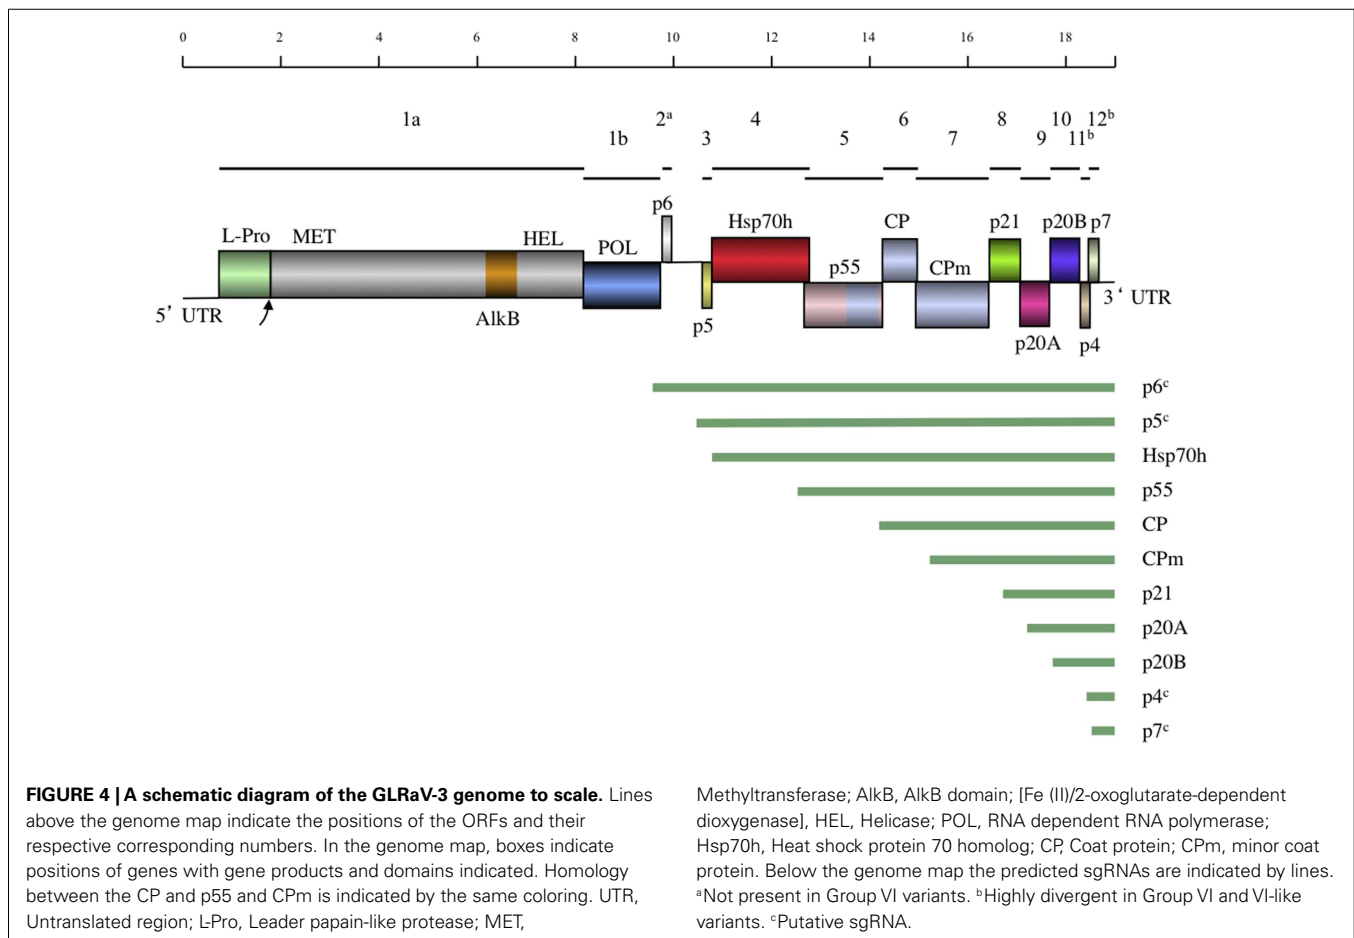 0 2 4 6 8 10 12 14 16 18
1a 2ᵃ 4 6 8 10 12ᵇ
1b 3 5 7 9 11ᵇ
p6
L-Pro MET HEL POL Hsp70h CP p21 p20B p7
p55 CPm
5‘ UTR AlkB p5 p20A p4 3‘ UTR
p6ᶜ
p5ᶜ
Hsp70h
p55
CP
CPm
p21
p20A
p20B
p4ᶜ
p7ᶜ
FIGURE 4 | A schematic diagram of the GLRaV-3 genome to scale. Lines
above the genome map indicate the positions of the ORFs and their
respective corresponding numbers. In the genome map, boxes indicate
positions of genes with gene products and domains indicated. Homology
between the CP and p55 and CPm is indicated by the same coloring. UTR,
Untranslated region; L-Pro, Leader papain-like protease; MET,
Methyltransferase; AlkB, AlkB domain; [Fe (II)/2-oxoglutarate-dependent
dioxygenase], HEL, Helicase; POL, RNA dependent RNA polymerase;
Hsp70h, Heat shock protein 70 homolog; CP, Coat protein; CPm, minor coat
protein. Below the genome map the predicted sgRNAs are indicated by lines.
ᵃNot present in Group VI variants. ᵇHighly divergent in Group VI and VI-like
variants. ᶜPutative sgRNA.